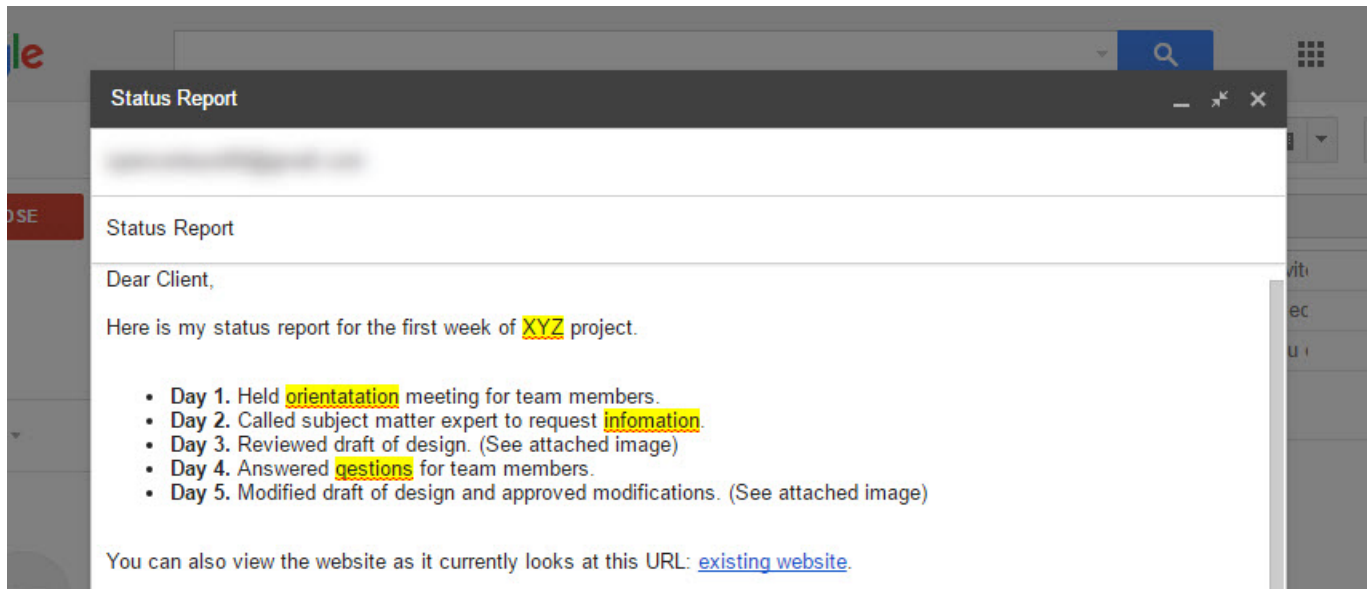 le
Status Report
OSE
Status Report
Dear Client,
Here is my status report for the first week of XYZ project.
• Day 1. Held orientatation meeting for team members.
• Day 2. Called subject matter expert to request infomation.
• Day 3. Reviewed draft of design. (See attached image)
• Day 4. Answered qestions for team members.
• Day 5. Modified draft of design and approved modifications. (See attached image)
You can also view the website as it currently looks at this URL: existing website.